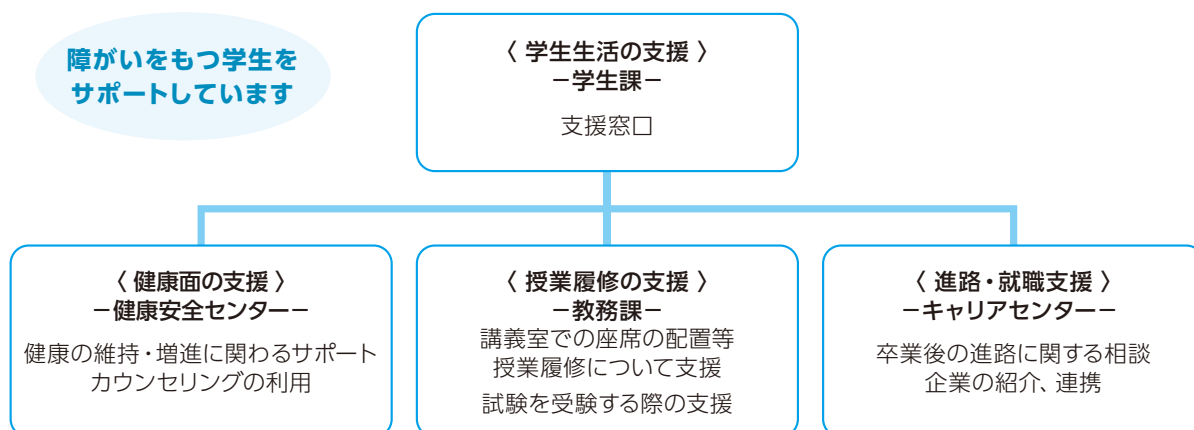 障がいをもつ学生を
サポートしています
〈 学生生活の支援 〉
－学生課－
支援窓口
〈 健康面の支援 〉
－健康安全センター－
健康の維持・増進に関わるサポート
カウンセリングの利用
〈 授業履修の支援 〉
－教務課－
講義室での座席の配置等
授業履修について支援
試験を受験する際の支援
〈 進路・就職支援 〉
－キャリアセンター－
卒業後の進路に関する相談
企業の紹介、連携